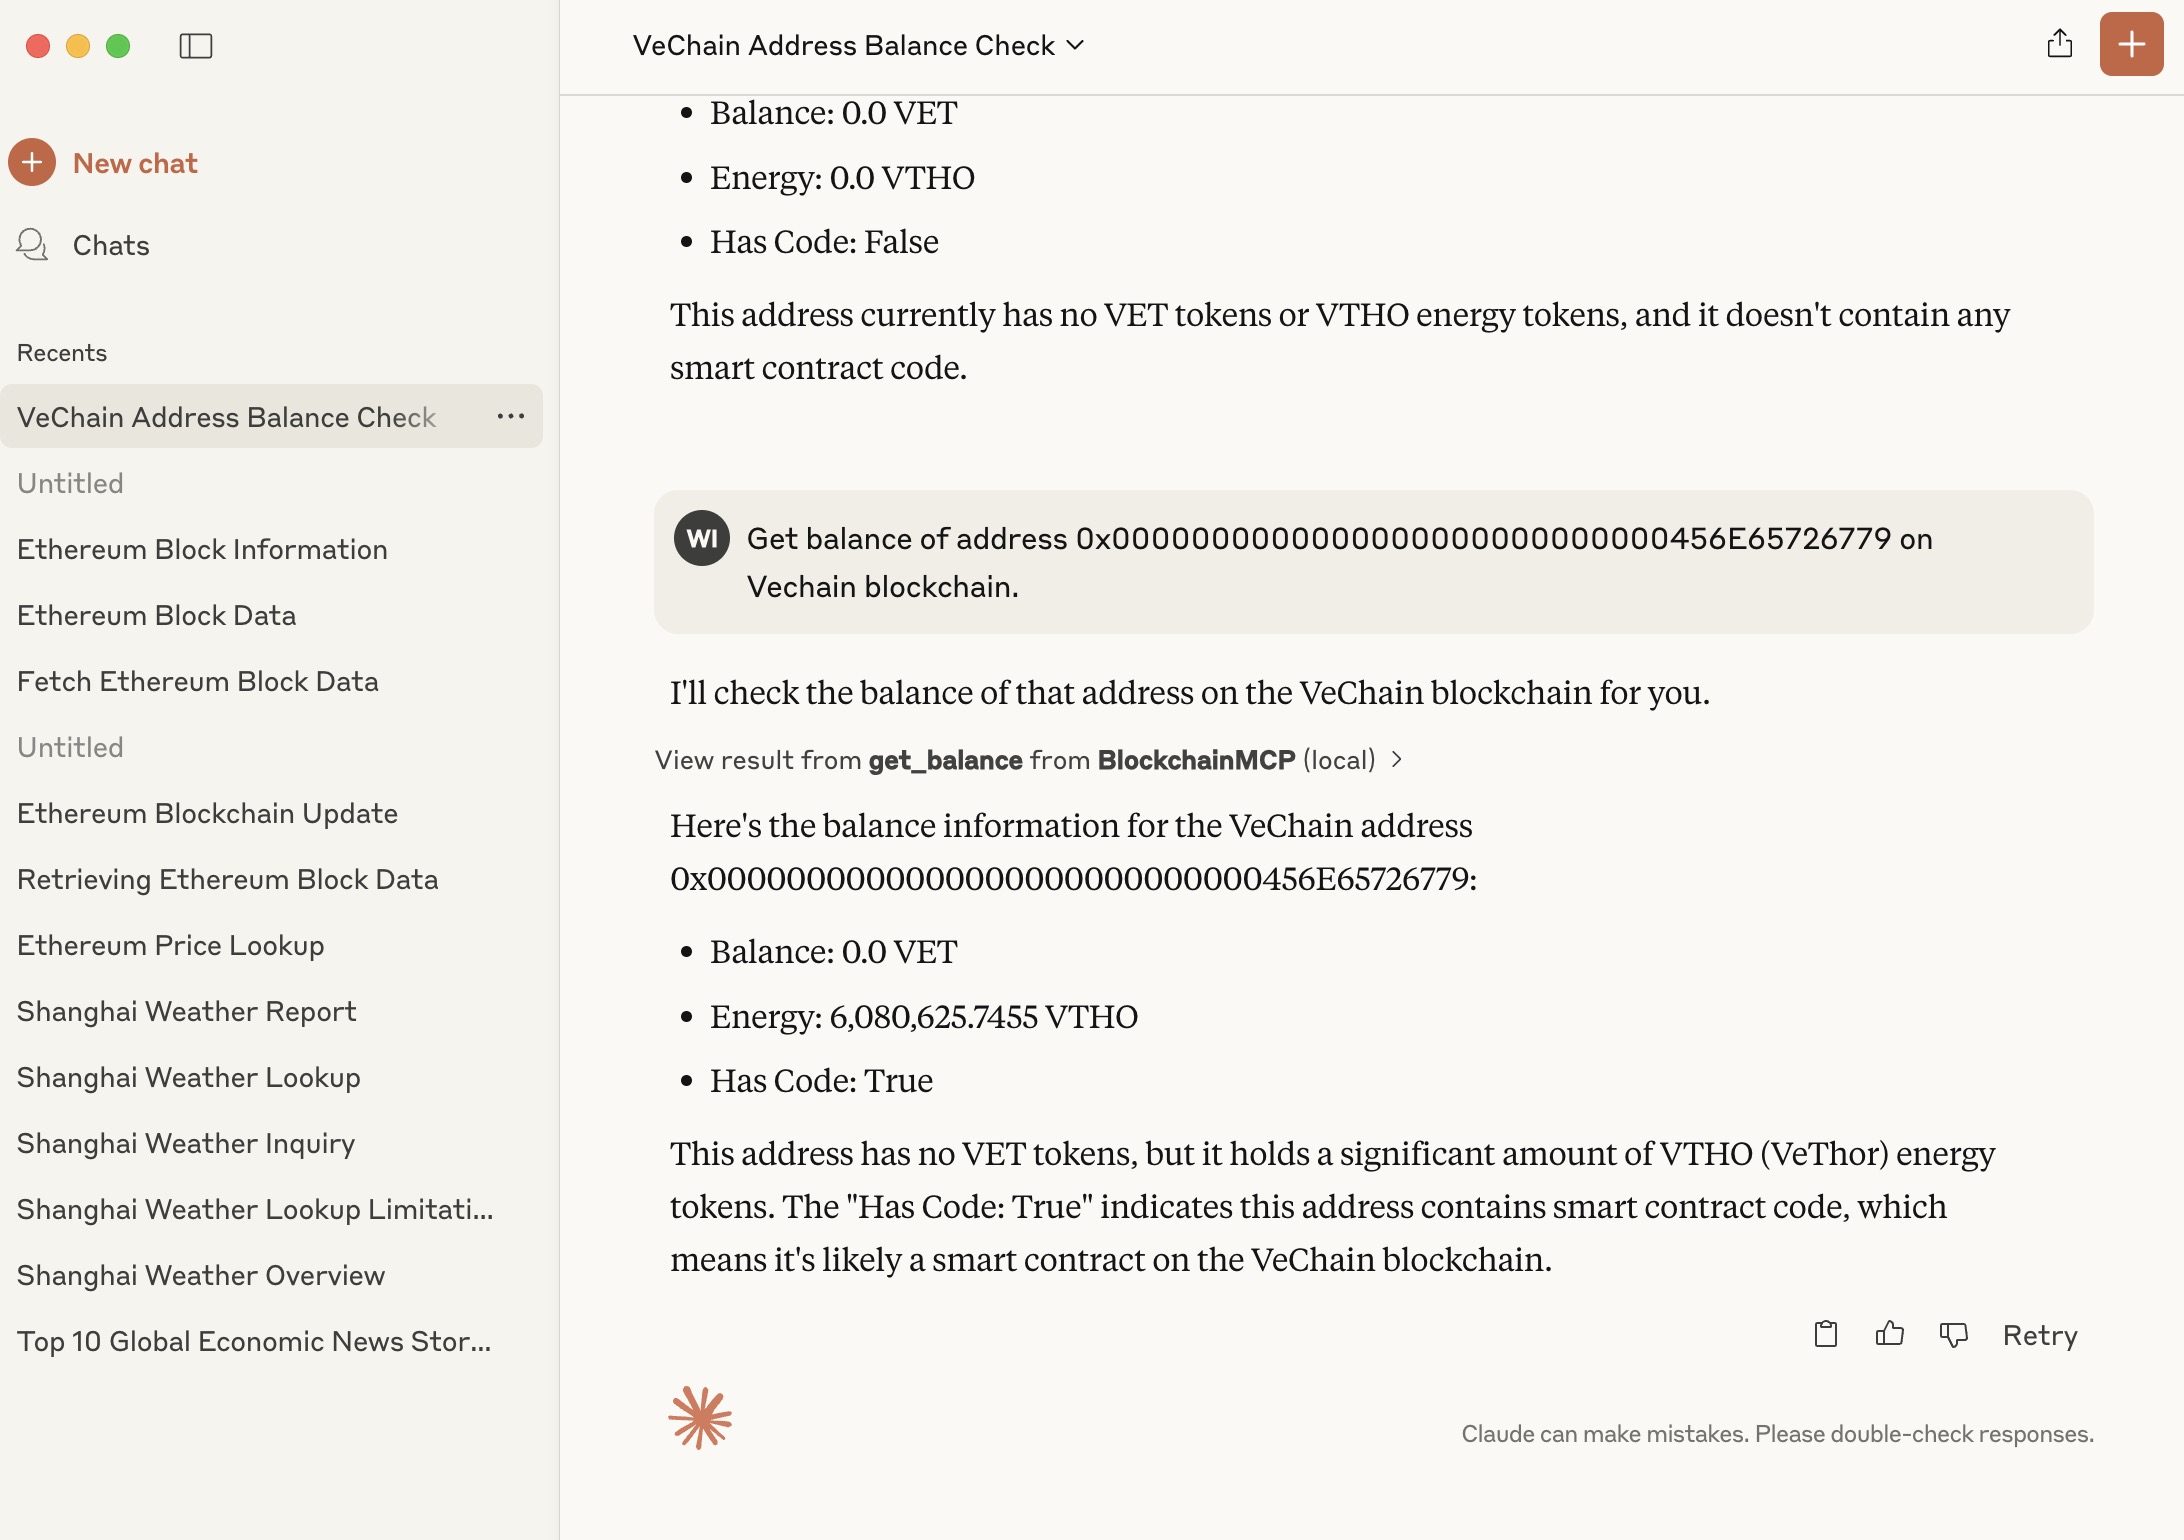 VeChain Address Balance Check
New chat
Chats
Recents
VeChain Address Balance Check
Untitled
Ethereum Block Information
Ethereum Block Data
Fetch Ethereum Block Data
Untitled
Ethereum Blockchain Update
Retrieving Ethereum Block Data
Ethereum Price Lookup
Shanghai Weather Report
Shanghai Weather Lookup
Shanghai Weather Inquiry
Shanghai Weather Lookup Limitati...
Shanghai Weather Overview
Top 10 Global Economic News Stor...
• Balance: 0.0 VET
• Energy: 0.0 VTHO
• Has Code: False
This address currently has no VET tokens or VTHO energy tokens, and it doesn't contain any
smart contract code.
WI
Get balance of address 0x0000000000000000000000000000456E65726779 on
Vechain blockchain.
I'll check the balance of that address on the VeChain blockchain for you.
View result from get_balance from BlockchainMCP (local)
Here's the balance information for the VeChain address
0x0000000000000000000000000000456E65726779:
• Balance: 0.0 VET
• Energy: 6,080,625.7455 VTHO
• Has Code: True
This address has no VET tokens, but it holds a significant amount of VTHO (VeThor) energy
tokens. The "Has Code: True" indicates this address contains smart contract code, which
means it's likely a smart contract on the VeChain blockchain.
Retry
Claude can make mistakes. Please double-check responses.